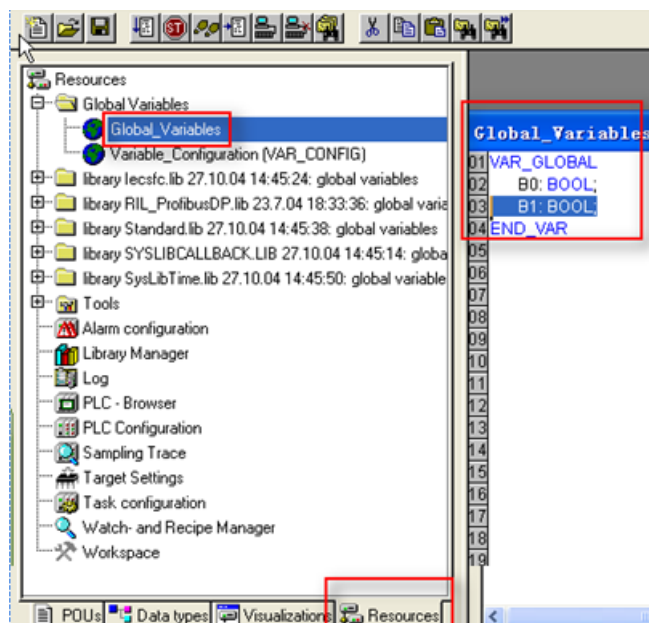 Resources
Global Variables
Global_Variables
Variable_Configuration (VAR_CONFIG)
library Iecsfc.lib 27.10.04 14:45:24: global variables
library RIL_ProfibusDP.lib 23.7.04 18:33:36: global varia
library Standard.lib 27.10.04 14:45:38: global variables
library SYSLIBCALLBACK.LIB 27.10.04 14:45:14: globa
library SysLibTime.lib 27.10.04 14:45:50: global variable
Tools
Alarm configuration
Library Manager
Log
PLC - Browser
PLC Configuration
Sampling Trace
Target Settings
Task configuration
Watch- and Recipe Manager
Workspace
POUs Data types Visualizations Resources
Global_Variables
01 VAR_GLOBAL
02 B0: BOOL;
03 B1: BOOL;
04 END_VAR
05
06
07
08
09
10
11
12
13
14
15
16
17
18
19